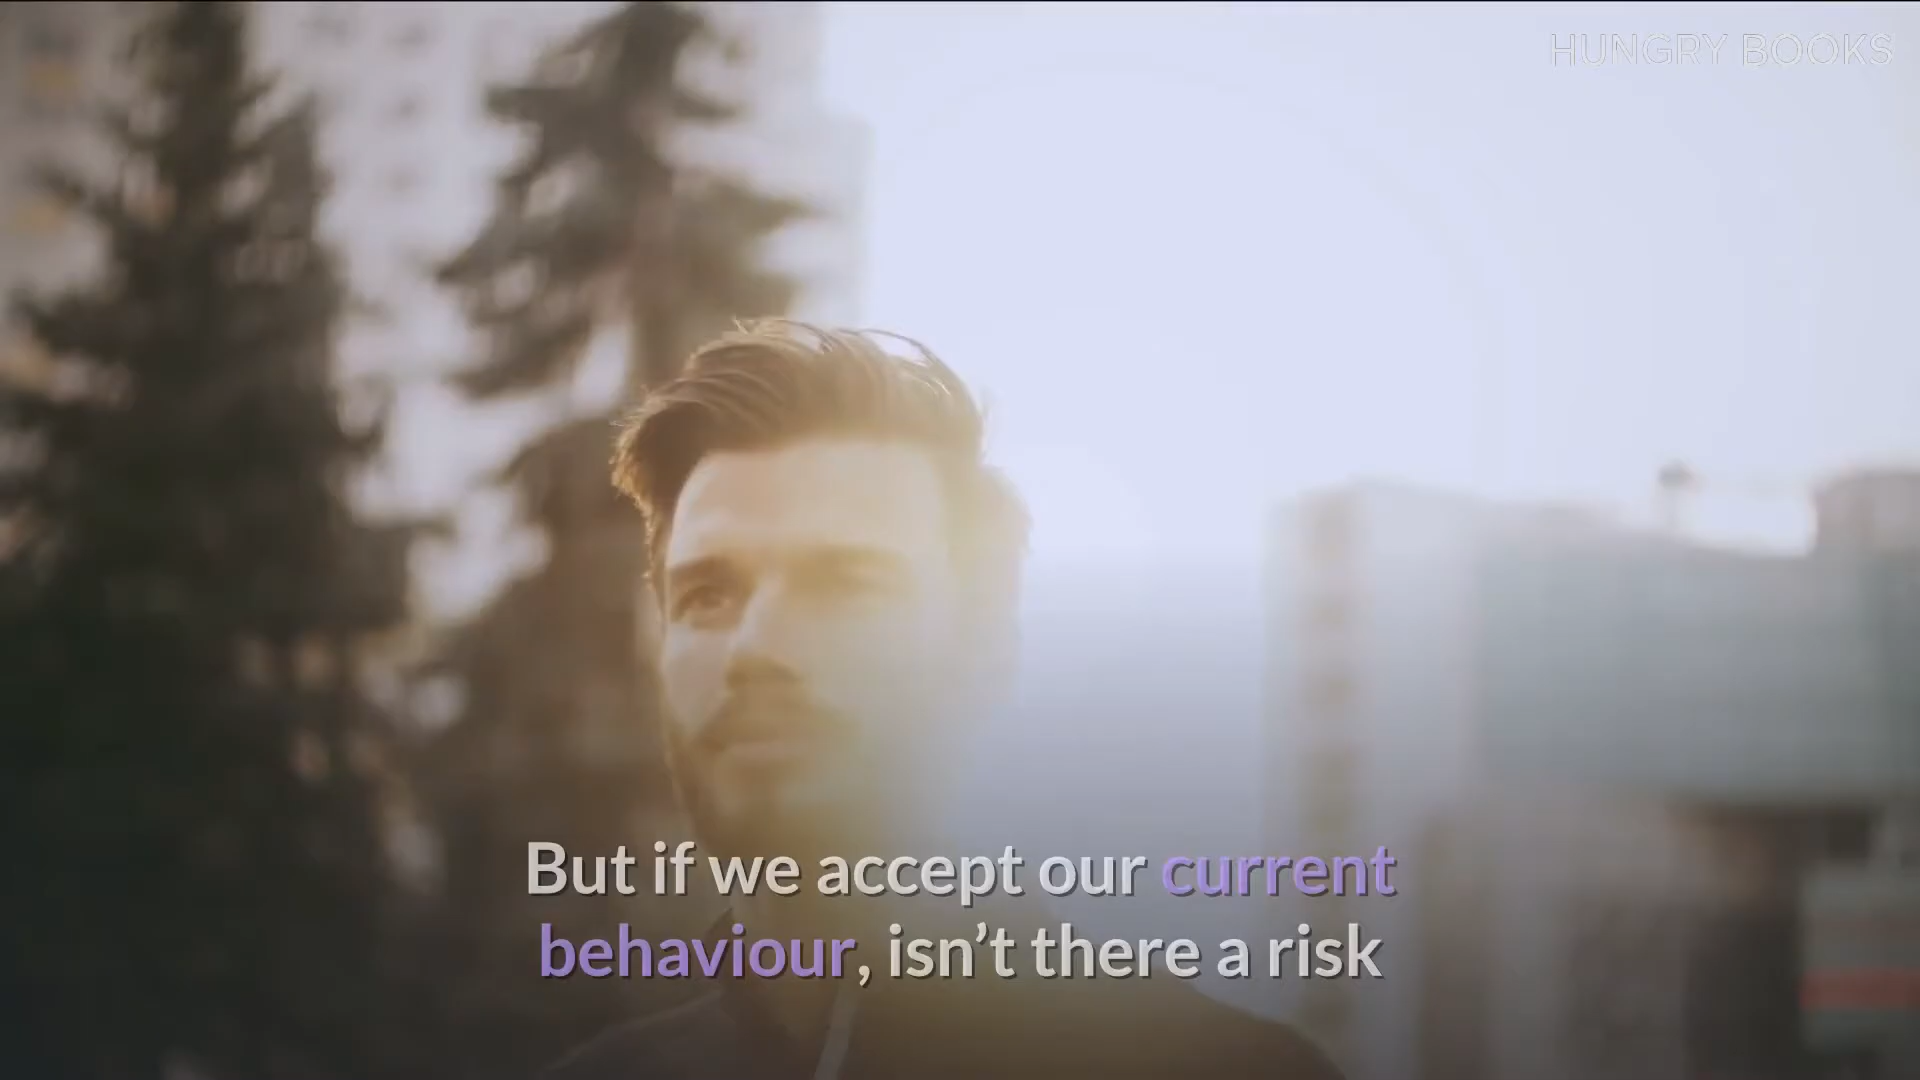 HUNGRY BOOKS
But if we accept our current
behaviour, isn’t there a risk